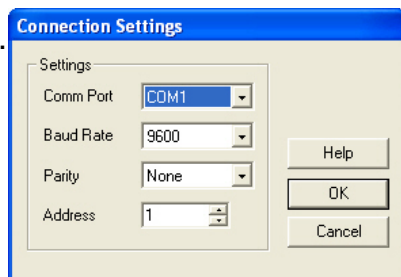 Connection Settings
Settings
Comm Port COM1
Baud Rate 9600
Parity None
Address 1
Help
OK
Cancel